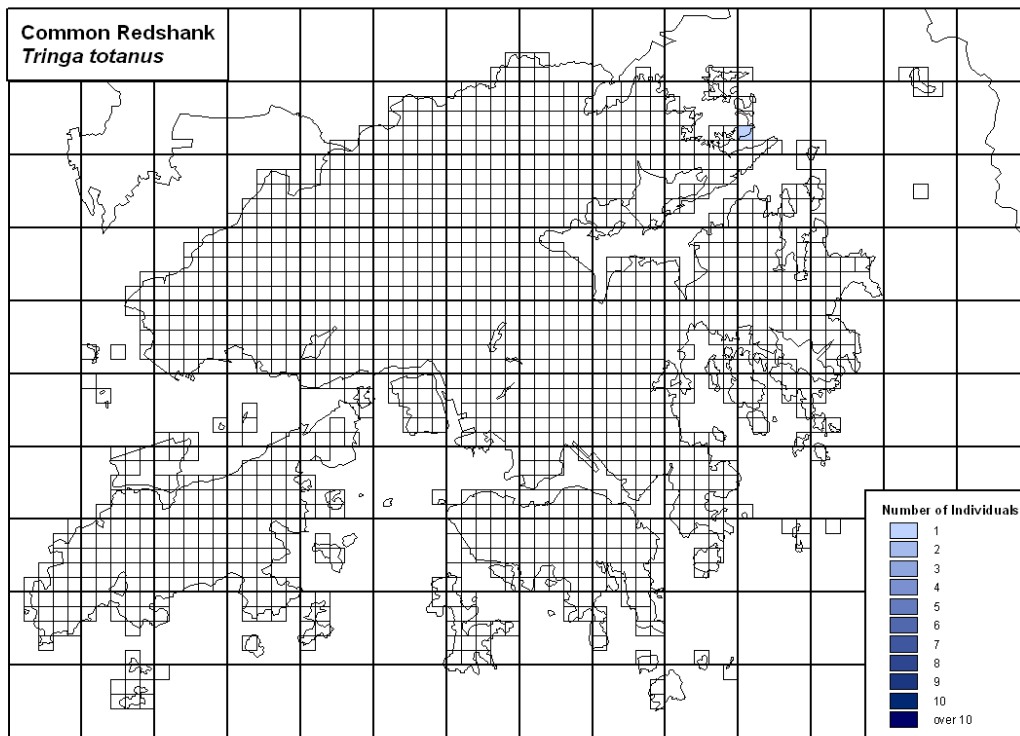 Common Redshank
Tringa totanus
Number of Individuals
1
2
3
4
5
6
7
8
9
10
over 10